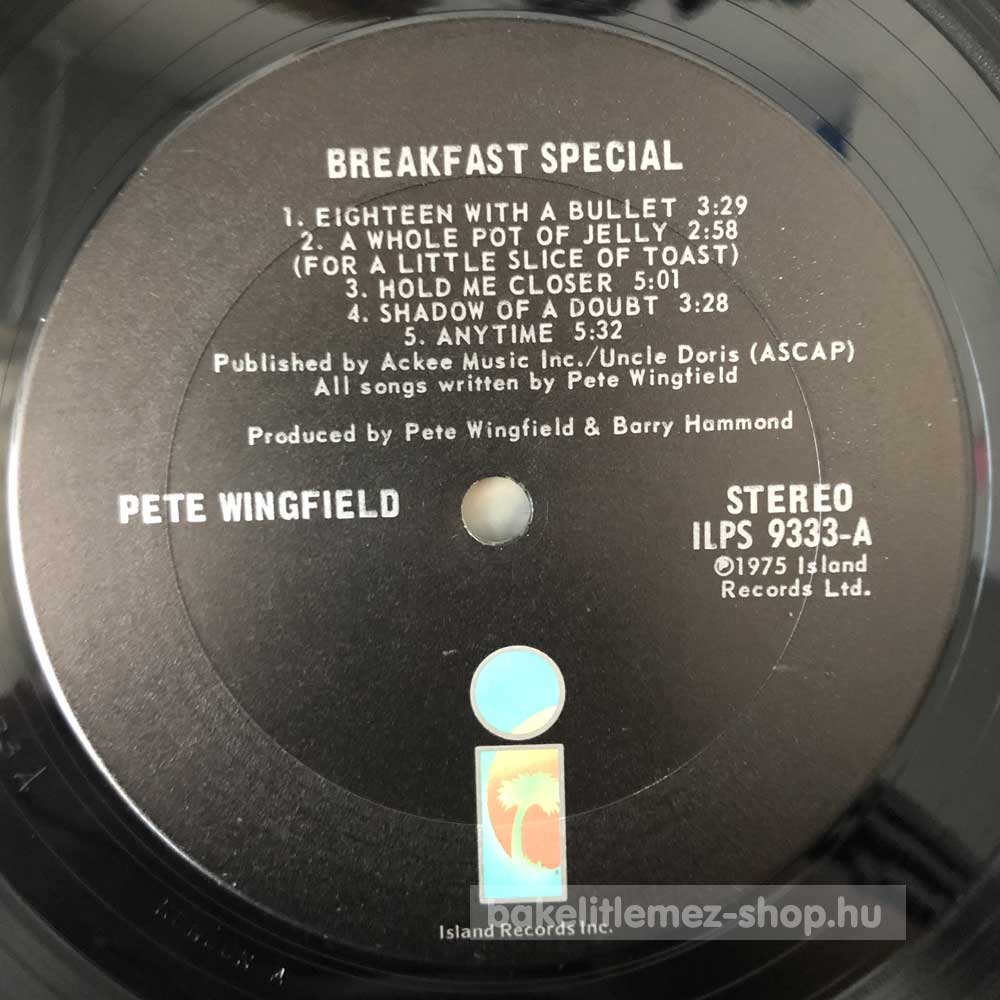 BREAKFAST SPECIAL
1. EIGHTEEN WITH A BULLET 3:29
2. A WHOLE POT OF JELLY 2:58
(FOR A LITTLE SLICE OF TOAST)
3. HOLD ME CLOSER 5:01
4. SHADOW OF A DOUBT 3:28
5. ANYTIME 5:32
Published by Ackee Music Inc./Uncle Doris (ASCAP)
All songs written by Pete Wingfield
Produced by Pete Wingfield & Barry Hammond
PETE WINGFIELD
STEREO
ILPS 9333-A
℗1975 Island
Records Ltd.
bakelitlemez-shop.hu
Island Records Inc.